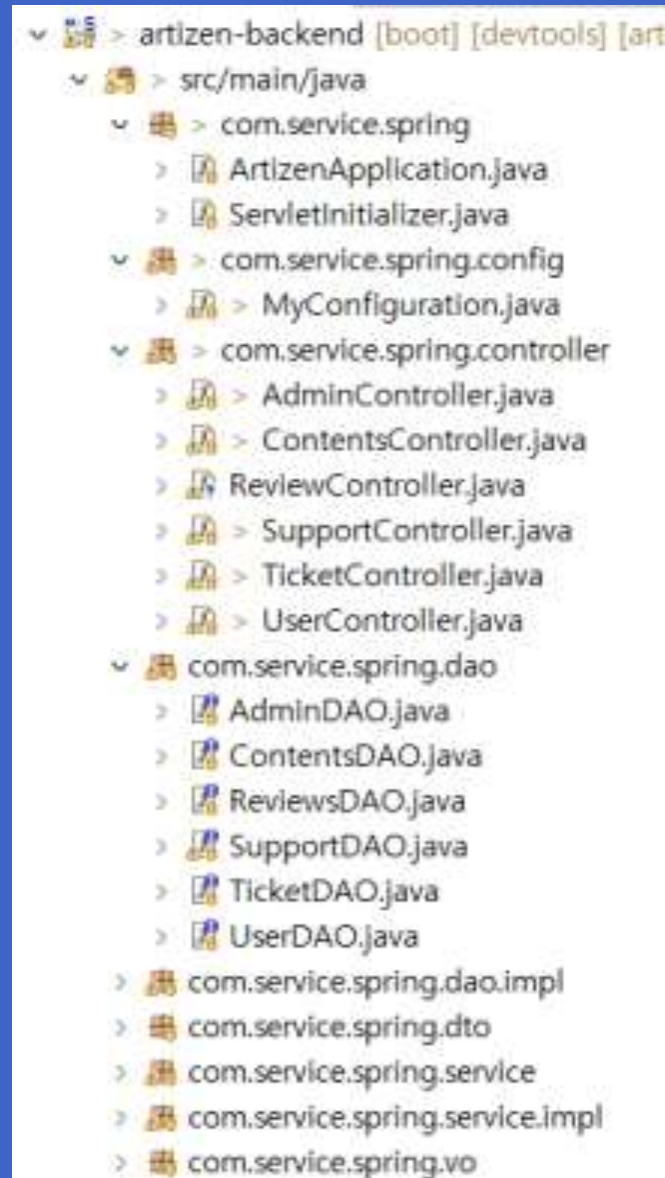 > artizen-backend [boot] [devtools] [art
> src/main/java
> com.service.spring
> ArtizenApplication.java
> ServletInitializer.java
> com.service.spring.config
> > MyConfiguration.java
> com.service.spring.controller
> > AdminController.java
> > ContentsController.java
> ReviewController.java
> > SupportController.java
> > TicketController.java
> > UserController.java
com.service.spring.dao
> AdminDAO.java
> ContentsDAO.java
> ReviewsDAO.java
> SupportDAO.java
> TicketDAO.java
> UserDAO.java
> com.service.spring.dao.impl
> com.service.spring.dto
> com.service.spring.service
> com.service.spring.service.impl
> com.service.spring.vo